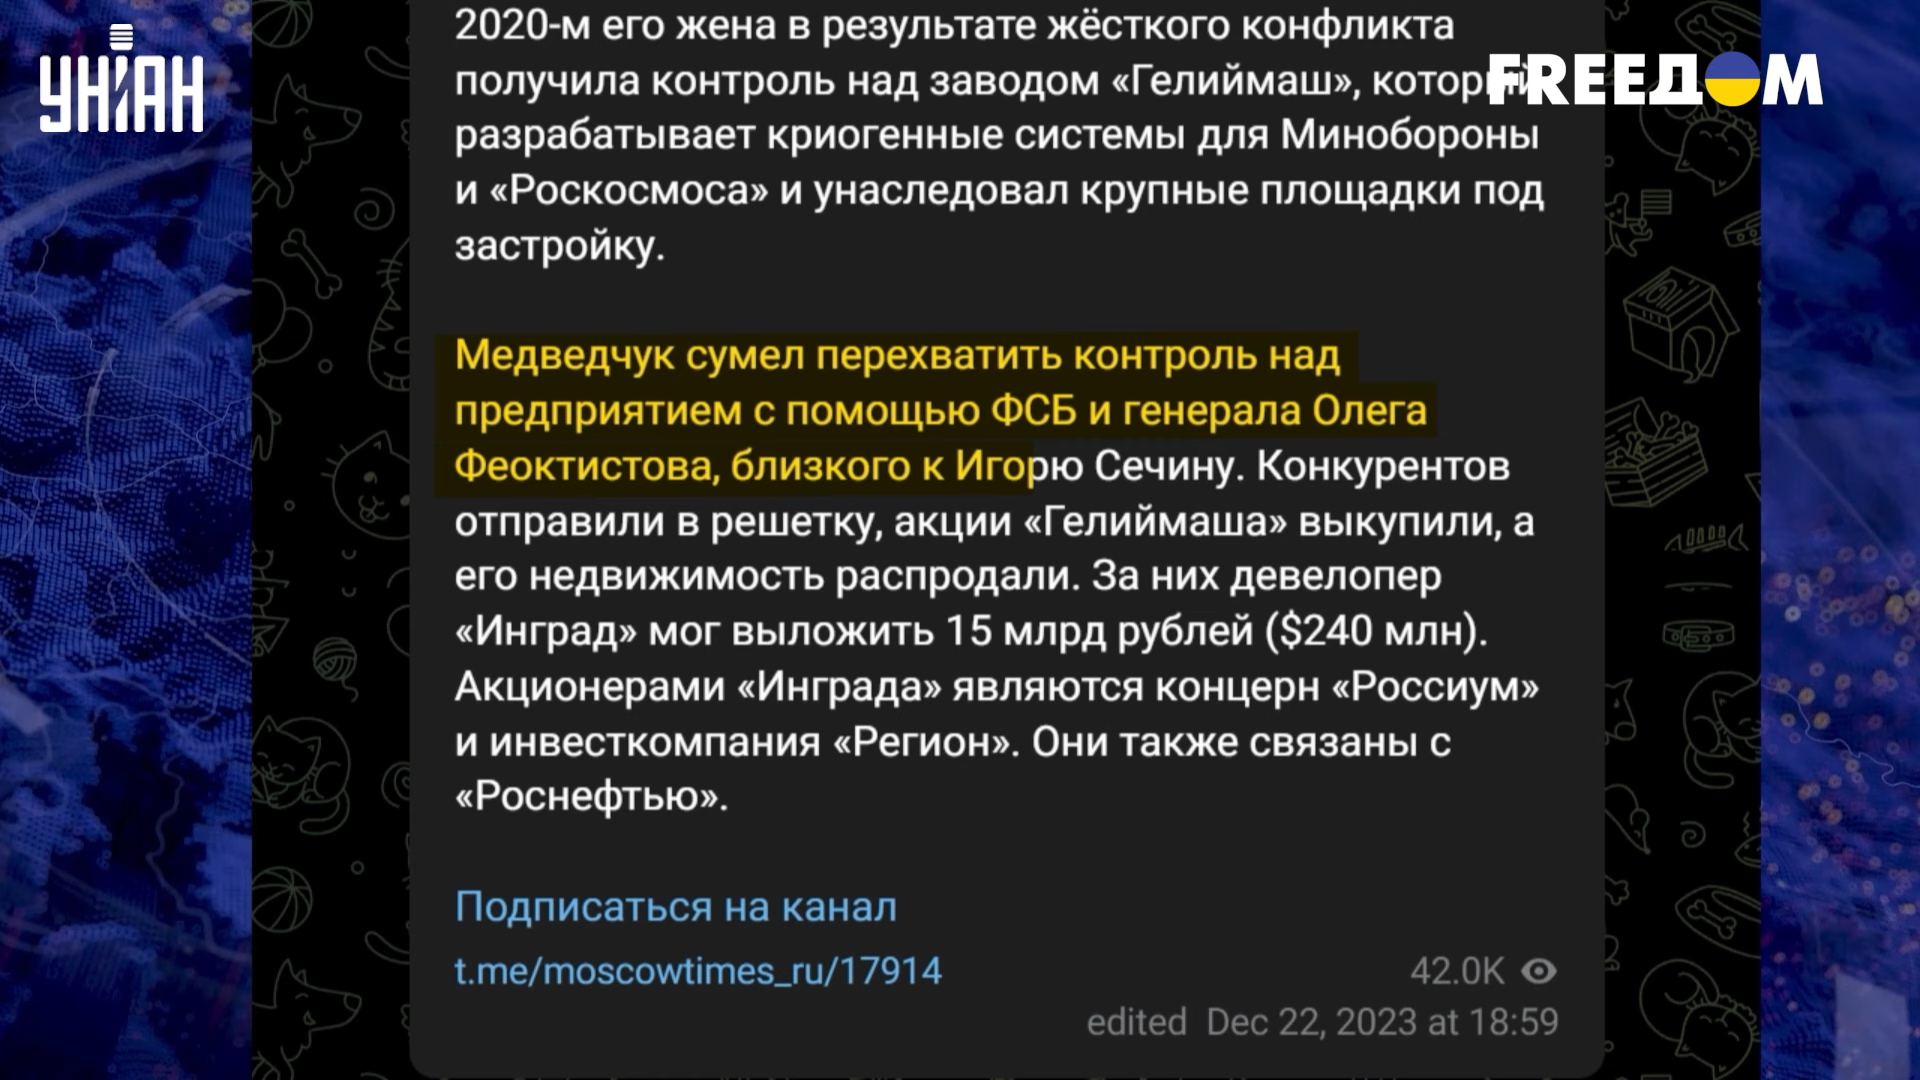 УНІАН
FREEДOM
2020-м его жена в результате жёсткого конфликта
получила контроль над заводом «Гелиймаш», который
разрабатывает криогенные системы для Минобороны
и «Роскосмоса» и унаследовал крупные площадки под
застройку.
Медведчук сумел перехватить контроль над
предприятием с помощью ФСБ и генерала Олега
Феоктистова, близкого к Игорю Сечину. Конкурентов
отправили в решетку, акции «Гелиймаша» выкупили, а
его недвижимость распродали. За них девелопер
«Инград» мог выложить 15 млрд рублей ($240 млн).
Акционерами «Инграда» являются концерн «Россиум»
и инвесткомпания «Регион». Они также связаны с
«Роснефтью».
Подписаться на канал
t.me/moscowtimes_ru/17914
42.0K
edited Dec 22, 2023 at 18:59